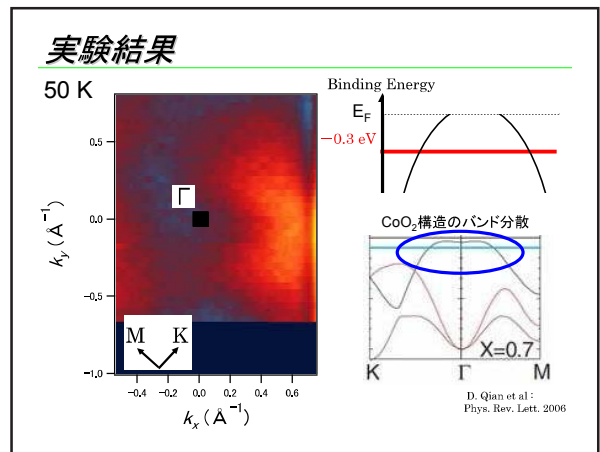 実験結果
50 K
Binding Energy
E_F
−0.3 eV
Γ
0.5
0.0
−0.5
−1.0
k_y (Å⁻¹)
M K
−0.4 −0.2 0.0 0.2 0.4 0.6
k_x (Å⁻¹)
CoO₂構造のバンド分散
X=0.7
K Γ M
D. Qian et al :
Phys. Rev. Lett. 2006